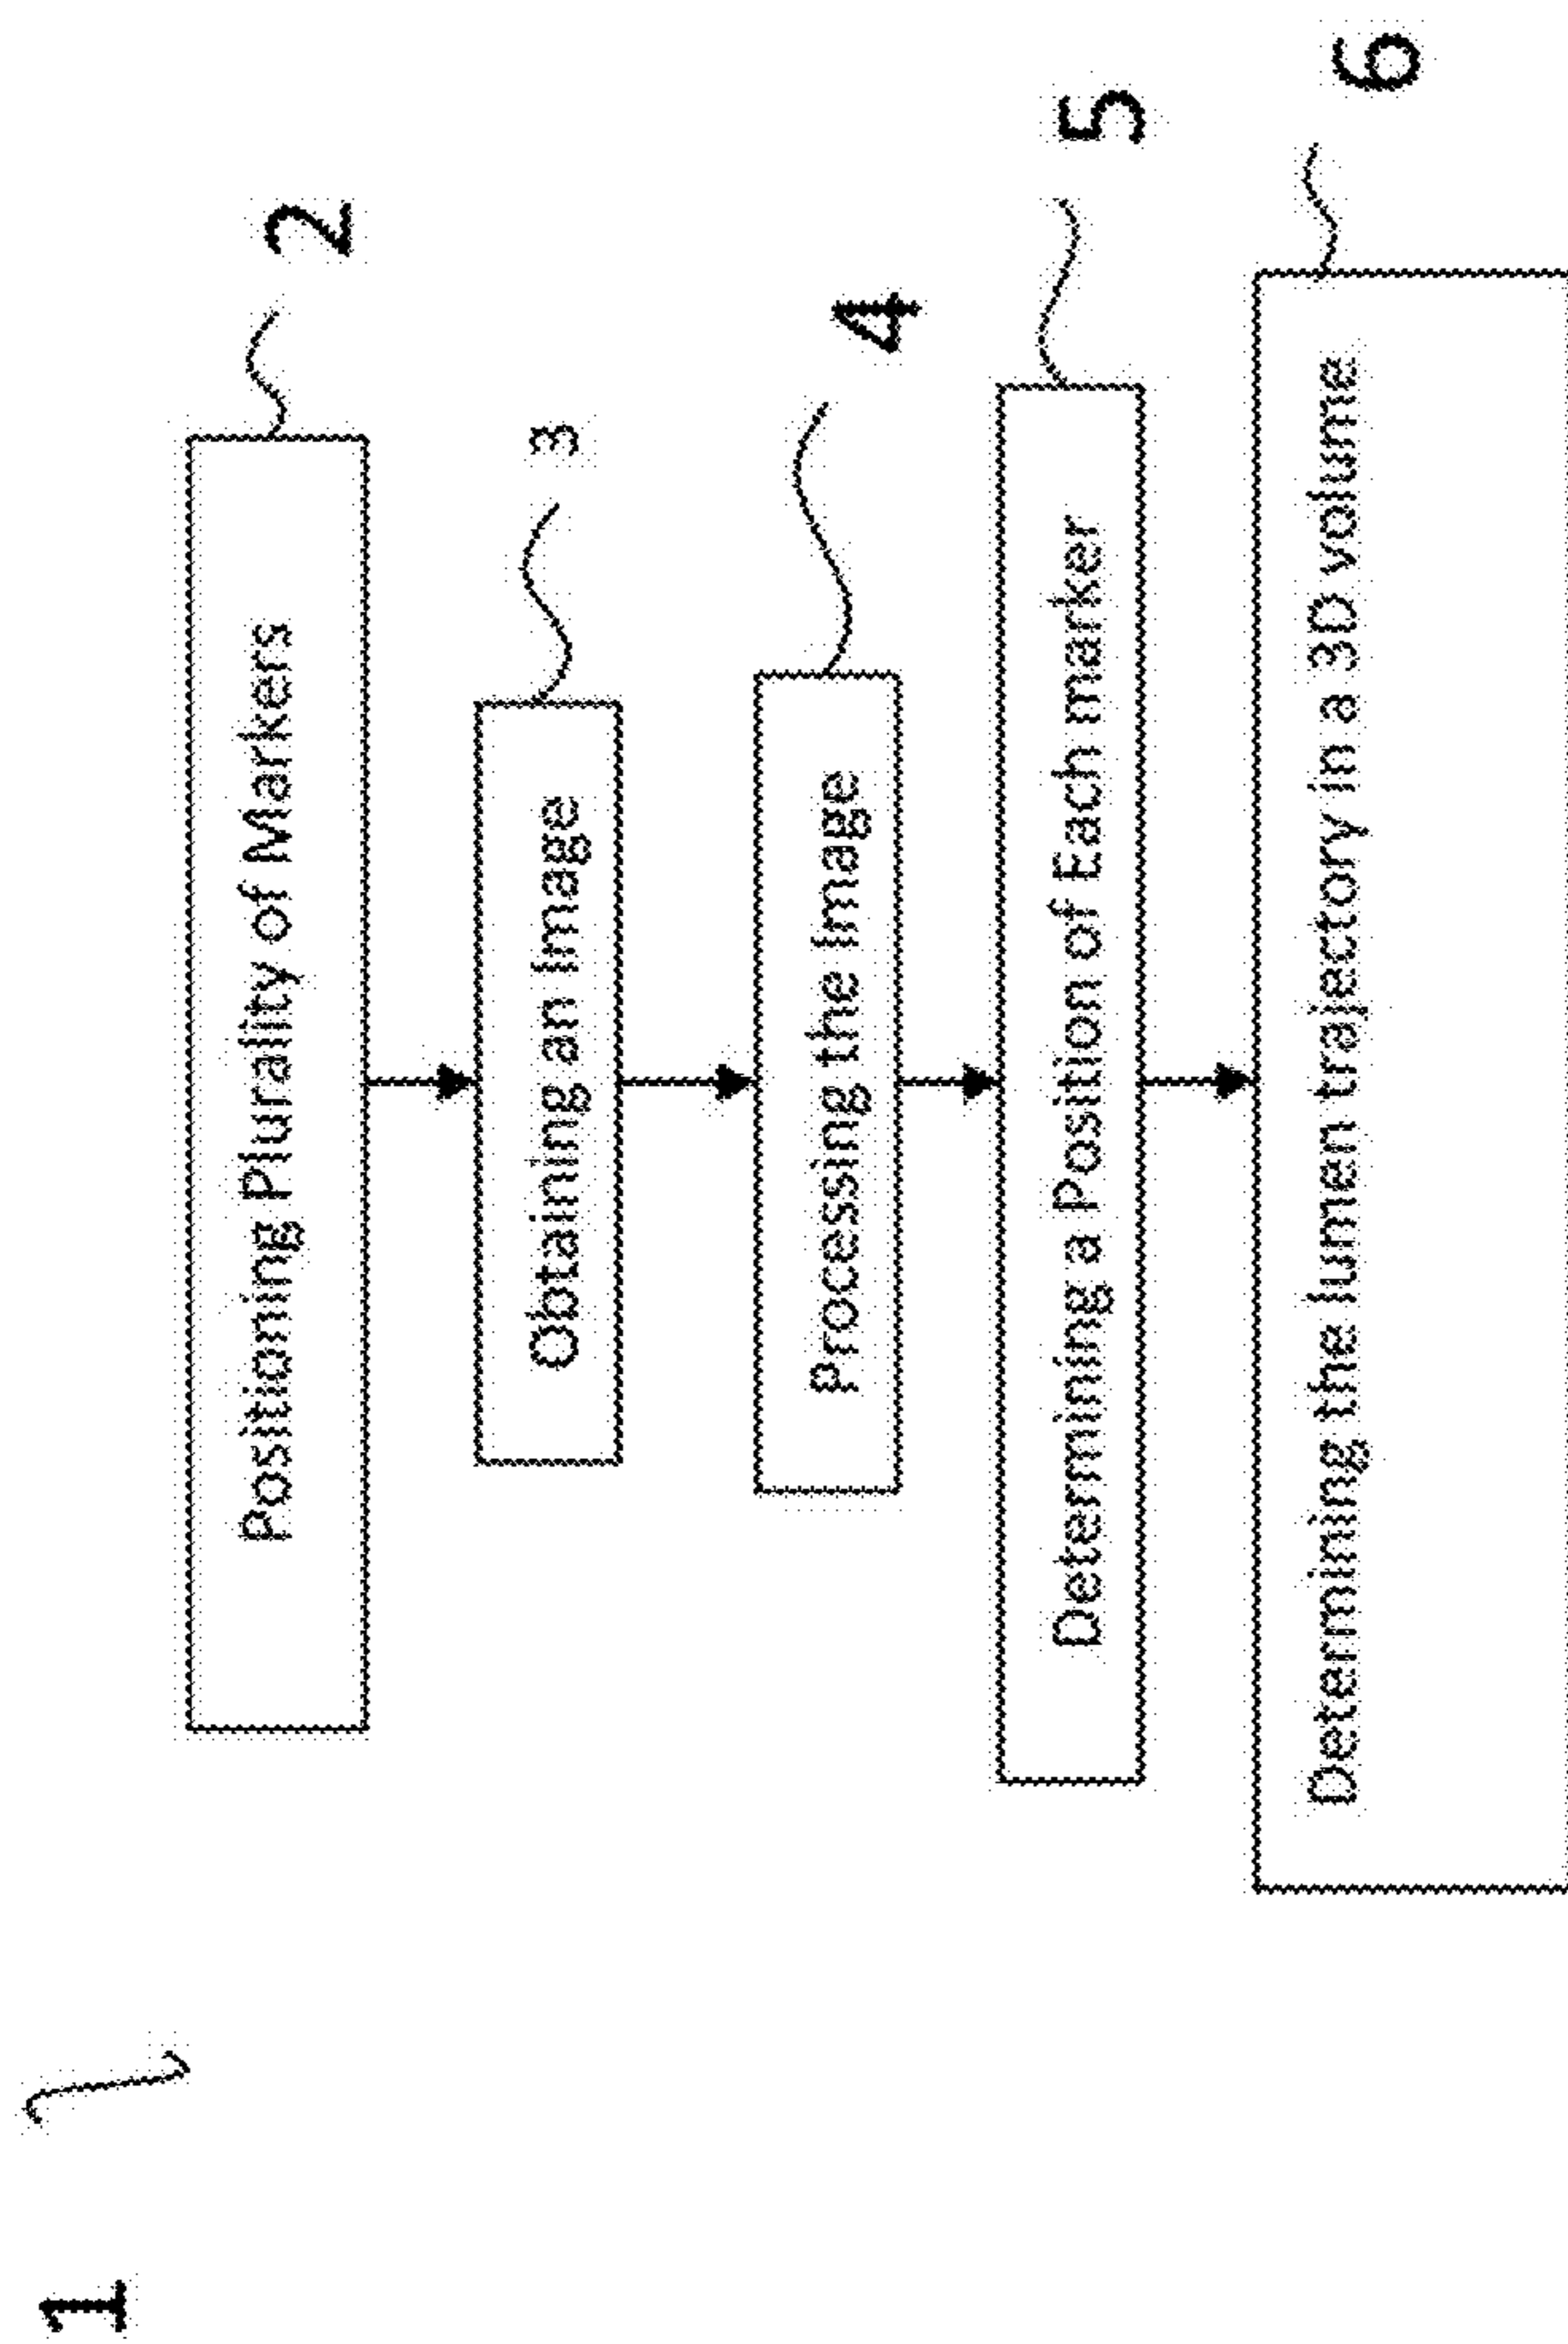 1
Positioning Plurality of Markers
2
Obtaining an Image
3
Processing the Image
4
Determining a Position of Each marker
5
Determining the lumen trajectory in a 3D volume
6